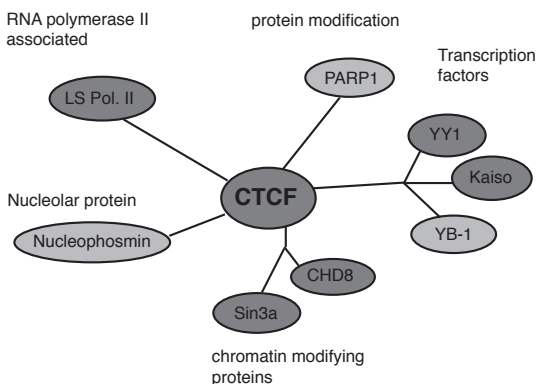 RNA polymerase II
associated
protein modification
Transcription
factors
LS Pol. II
PARP1
YY1
Kaiso
YB-1
CTCF
Nucleolar protein
Nucleophosmin
CHD8
Sin3a
chromatin modifying
proteins